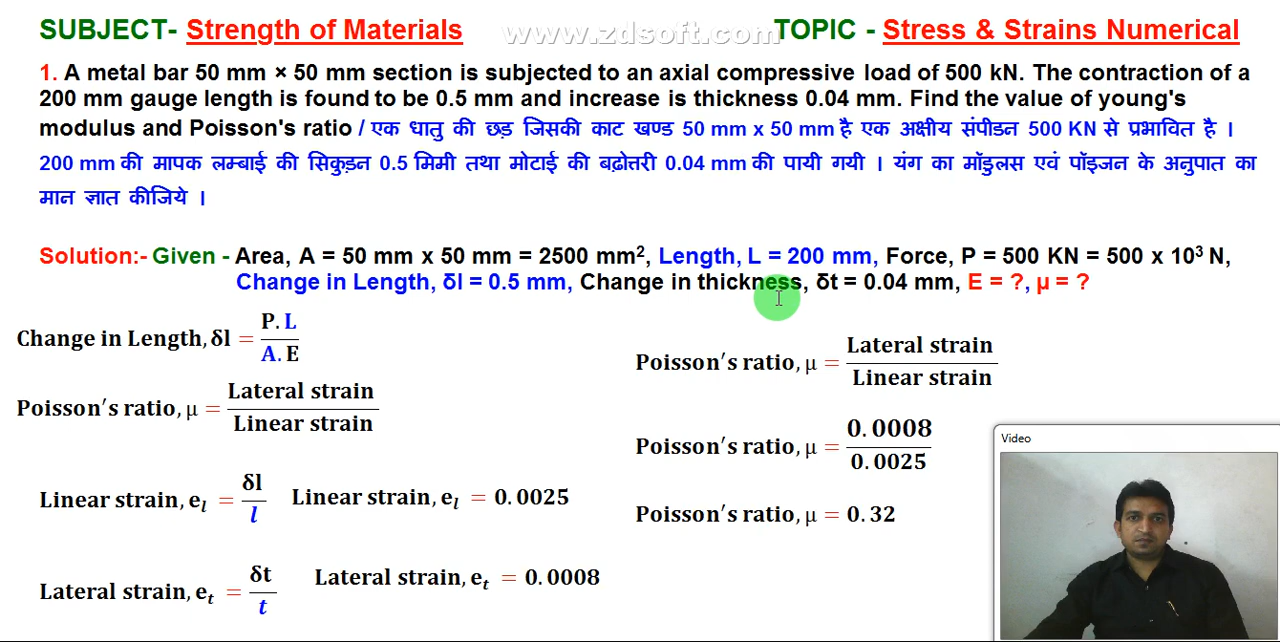 SUBJECT- Strength of Materials www.zdsoft.com TOPIC - Stress & Strains Numerical
1. A metal bar 50 mm × 50 mm section is subjected to an axial compressive load of 500 kN. The contraction of a
200 mm gauge length is found to be 0.5 mm and increase is thickness 0.04 mm. Find the value of young's
modulus and Poisson's ratio / एक धातु की छड़ जिसकी काट खण्ड 50 mm x 50 mm है एक अक्षीय संपीडन 500 KN से प्रभावित है ।
200 mm की मापक लम्बाई की सिकुड़न 0.5 मिमी तथा मोटाई की बढ़ोत्तरी 0.04 mm की पायी गयी । यंग का मॉडुलस एवं पॉइजन के अनुपात का
मान ज्ञात कीजिये ।
Solution:- Given - Area, A = 50 mm x 50 mm = 2500 mm², Length, L = 200 mm, Force, P = 500 KN = 500 x 10³ N,
Change in Length, δl = 0.5 mm, Change in thickness, δt = 0.04 mm, E = ?, μ = ?
Change in Length, δl = P. L / A. E
Poisson′s ratio, μ = Lateral strain / Linear strain
Linear strain, eₗ = δl / l Linear strain, eₗ = 0.0025
Lateral strain, eₜ = δt / t Lateral strain, eₜ = 0.0008
Poisson′s ratio, μ = Lateral strain / Linear strain
Poisson′s ratio, μ = 0.0008 / 0.0025
Poisson′s ratio, μ = 0.32
Video